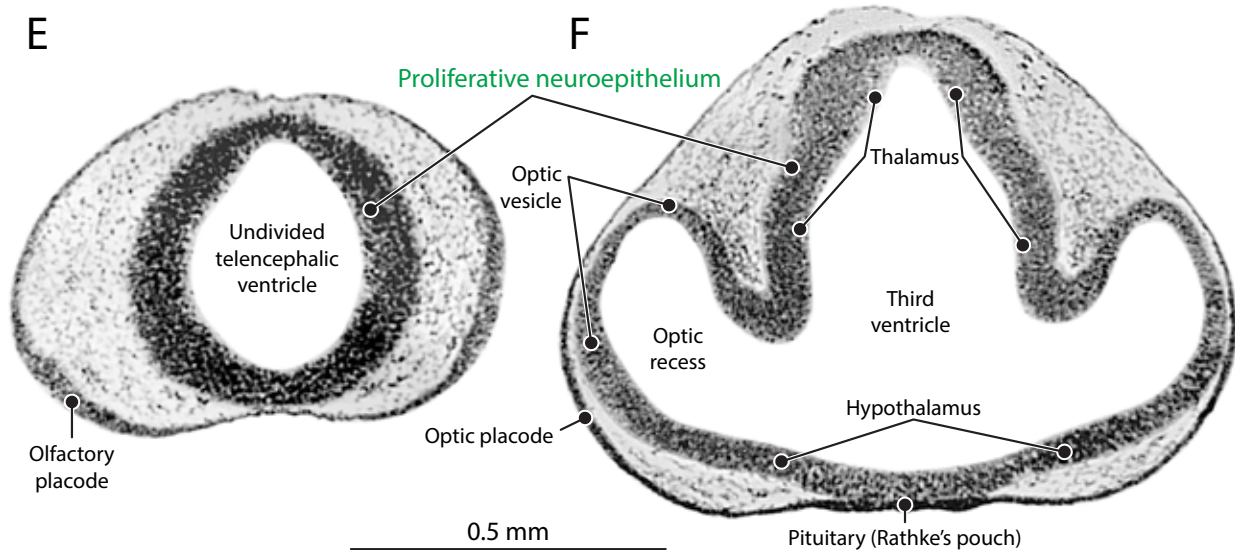 E
F
Proliferative neuroepithelium
Thalamus
Optic
vesicle
Undivided
telencephalic
ventricle
Third
ventricle
Optic
recess
Hypothalamus
Optic placode
Olfactory
placode
0.5 mm
Pituitary (Rathke's pouch)